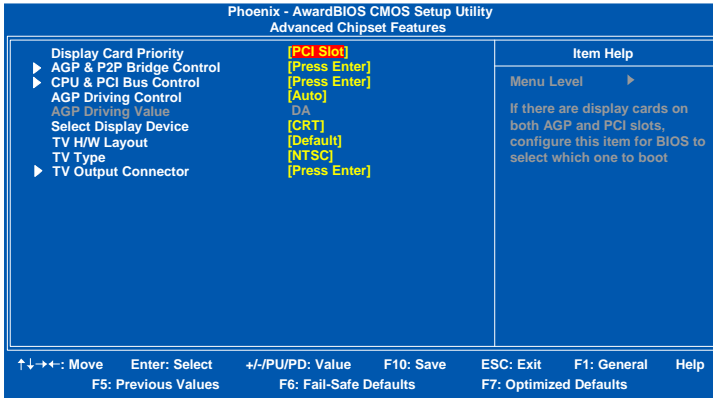 Phoenix - AwardBIOS CMOS Setup Utility
Advanced Chipset Features
Display Card Priority [PCI Slot]
▶ AGP & P2P Bridge Control [Press Enter]
▶ CPU & PCI Bus Control [Press Enter]
AGP Driving Control [Auto]
AGP Driving Value DA
Select Display Device [CRT]
TV H/W Layout [Default]
TV Type [NTSC]
▶ TV Output Connector [Press Enter]
Item Help
Menu Level ▶
If there are display cards on
both AGP and PCI slots,
configure this item for BIOS to
select which one to boot
↑↓→←: Move Enter: Select +/-/PU/PD: Value F10: Save ESC: Exit F1: General Help
F5: Previous Values F6: Fail-Safe Defaults F7: Optimized Defaults